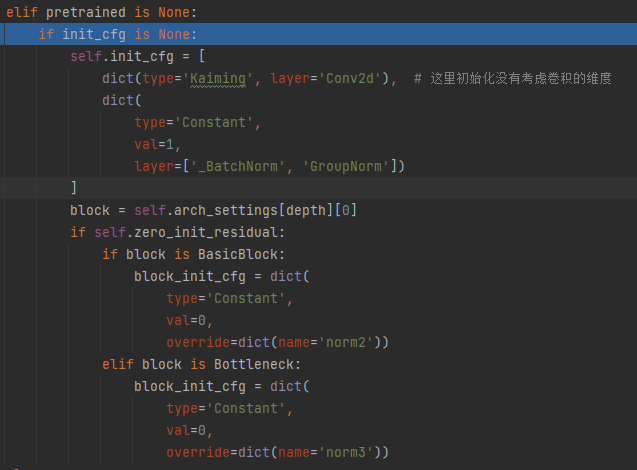 elif pretrained is None:
    if init_cfg is None:
        self.init_cfg = [
            dict(type='Kaiming', layer='Conv2d'),  # 这里初始化没有考虑卷积的维度
            dict(
                type='Constant',
                val=1,
                layer=['_BatchNorm', 'GroupNorm'])
        ]
        block = self.arch_settings[depth][0]
        if self.zero_init_residual:
            if block is BasicBlock:
                block_init_cfg = dict(
                    type='Constant',
                    val=0,
                    override=dict(name='norm2'))
            elif block is Bottleneck:
                block_init_cfg = dict(
                    type='Constant',
                    val=0,
                    override=dict(name='norm3'))